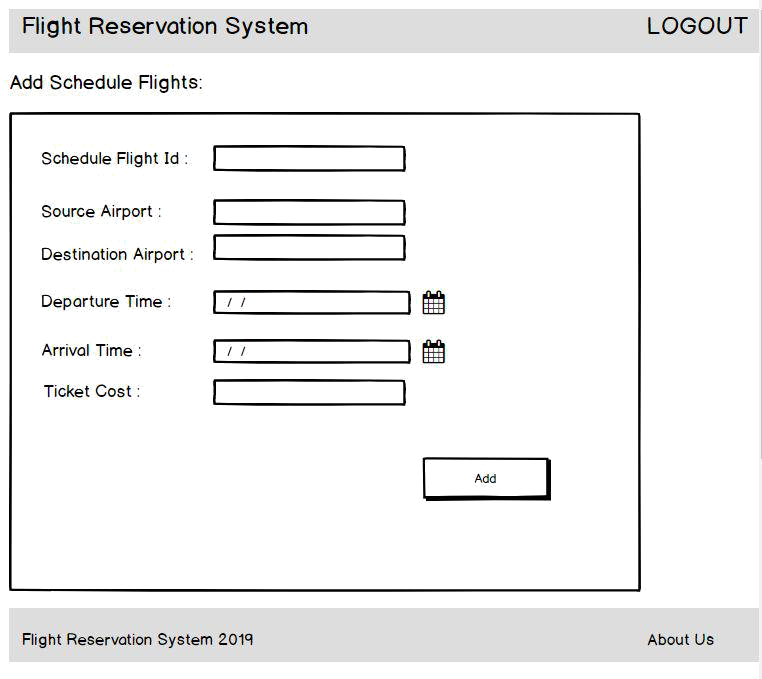 Flight Reservation System LOGOUT
Add Schedule Flights:
Schedule Flight Id :
Source Airport :
Destination Airport :
Departure Time : / /
Arrival Time : / /
Ticket Cost :
Add
Flight Reservation System 2019 About Us